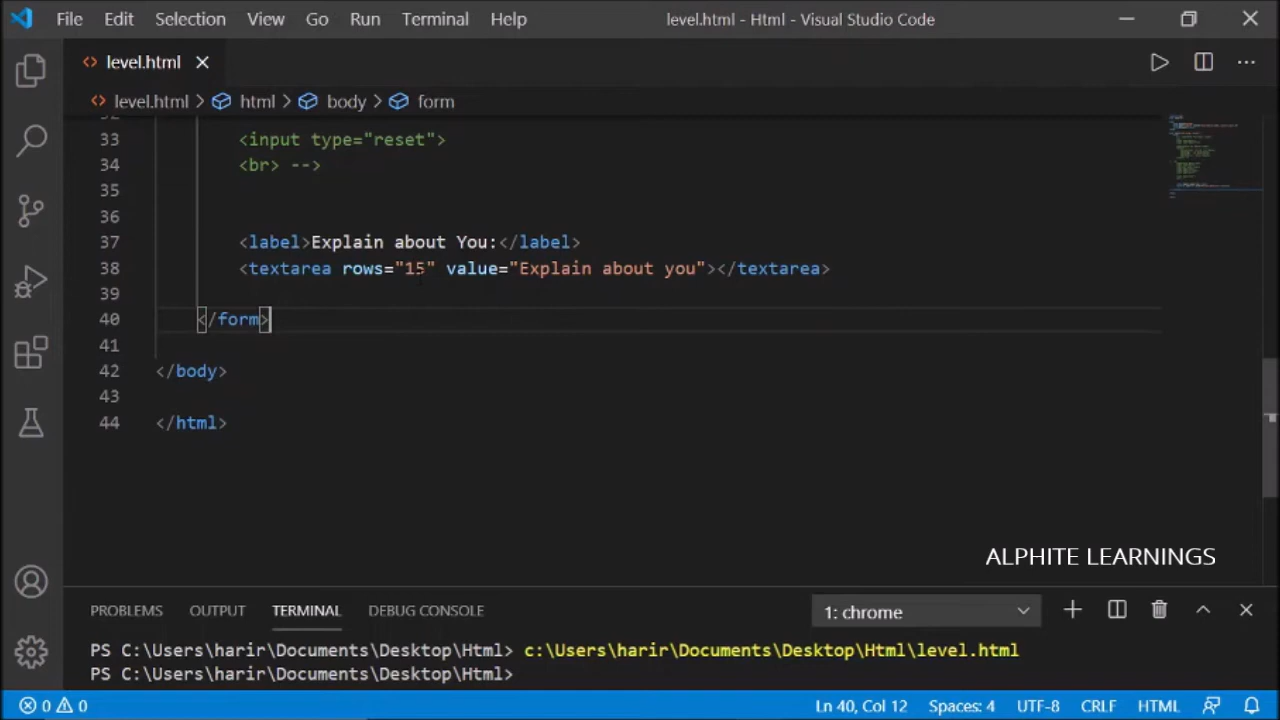 File Edit Selection View Go Run Terminal Help level.html - Html - Visual Studio Code
level.html
level.html > html > body > form
33 <input type="reset">
34 <br> -->
35
36
37 <label>Explain about You:</label>
38 <textarea rows="15" value="Explain about you"></textarea>
39
40 </form>
41
42 </body>
43
44 </html>
ALPHITE LEARNINGS
PROBLEMS OUTPUT TERMINAL DEBUG CONSOLE 1: chrome
PS C:\Users\harir\Documents\Desktop\Html> c:\Users\harir\Documents\Desktop\Html\level.html
PS C:\Users\harir\Documents\Desktop\Html>
0 0 Ln 40, Col 12 Spaces: 4 UTF-8 CRLF HTML